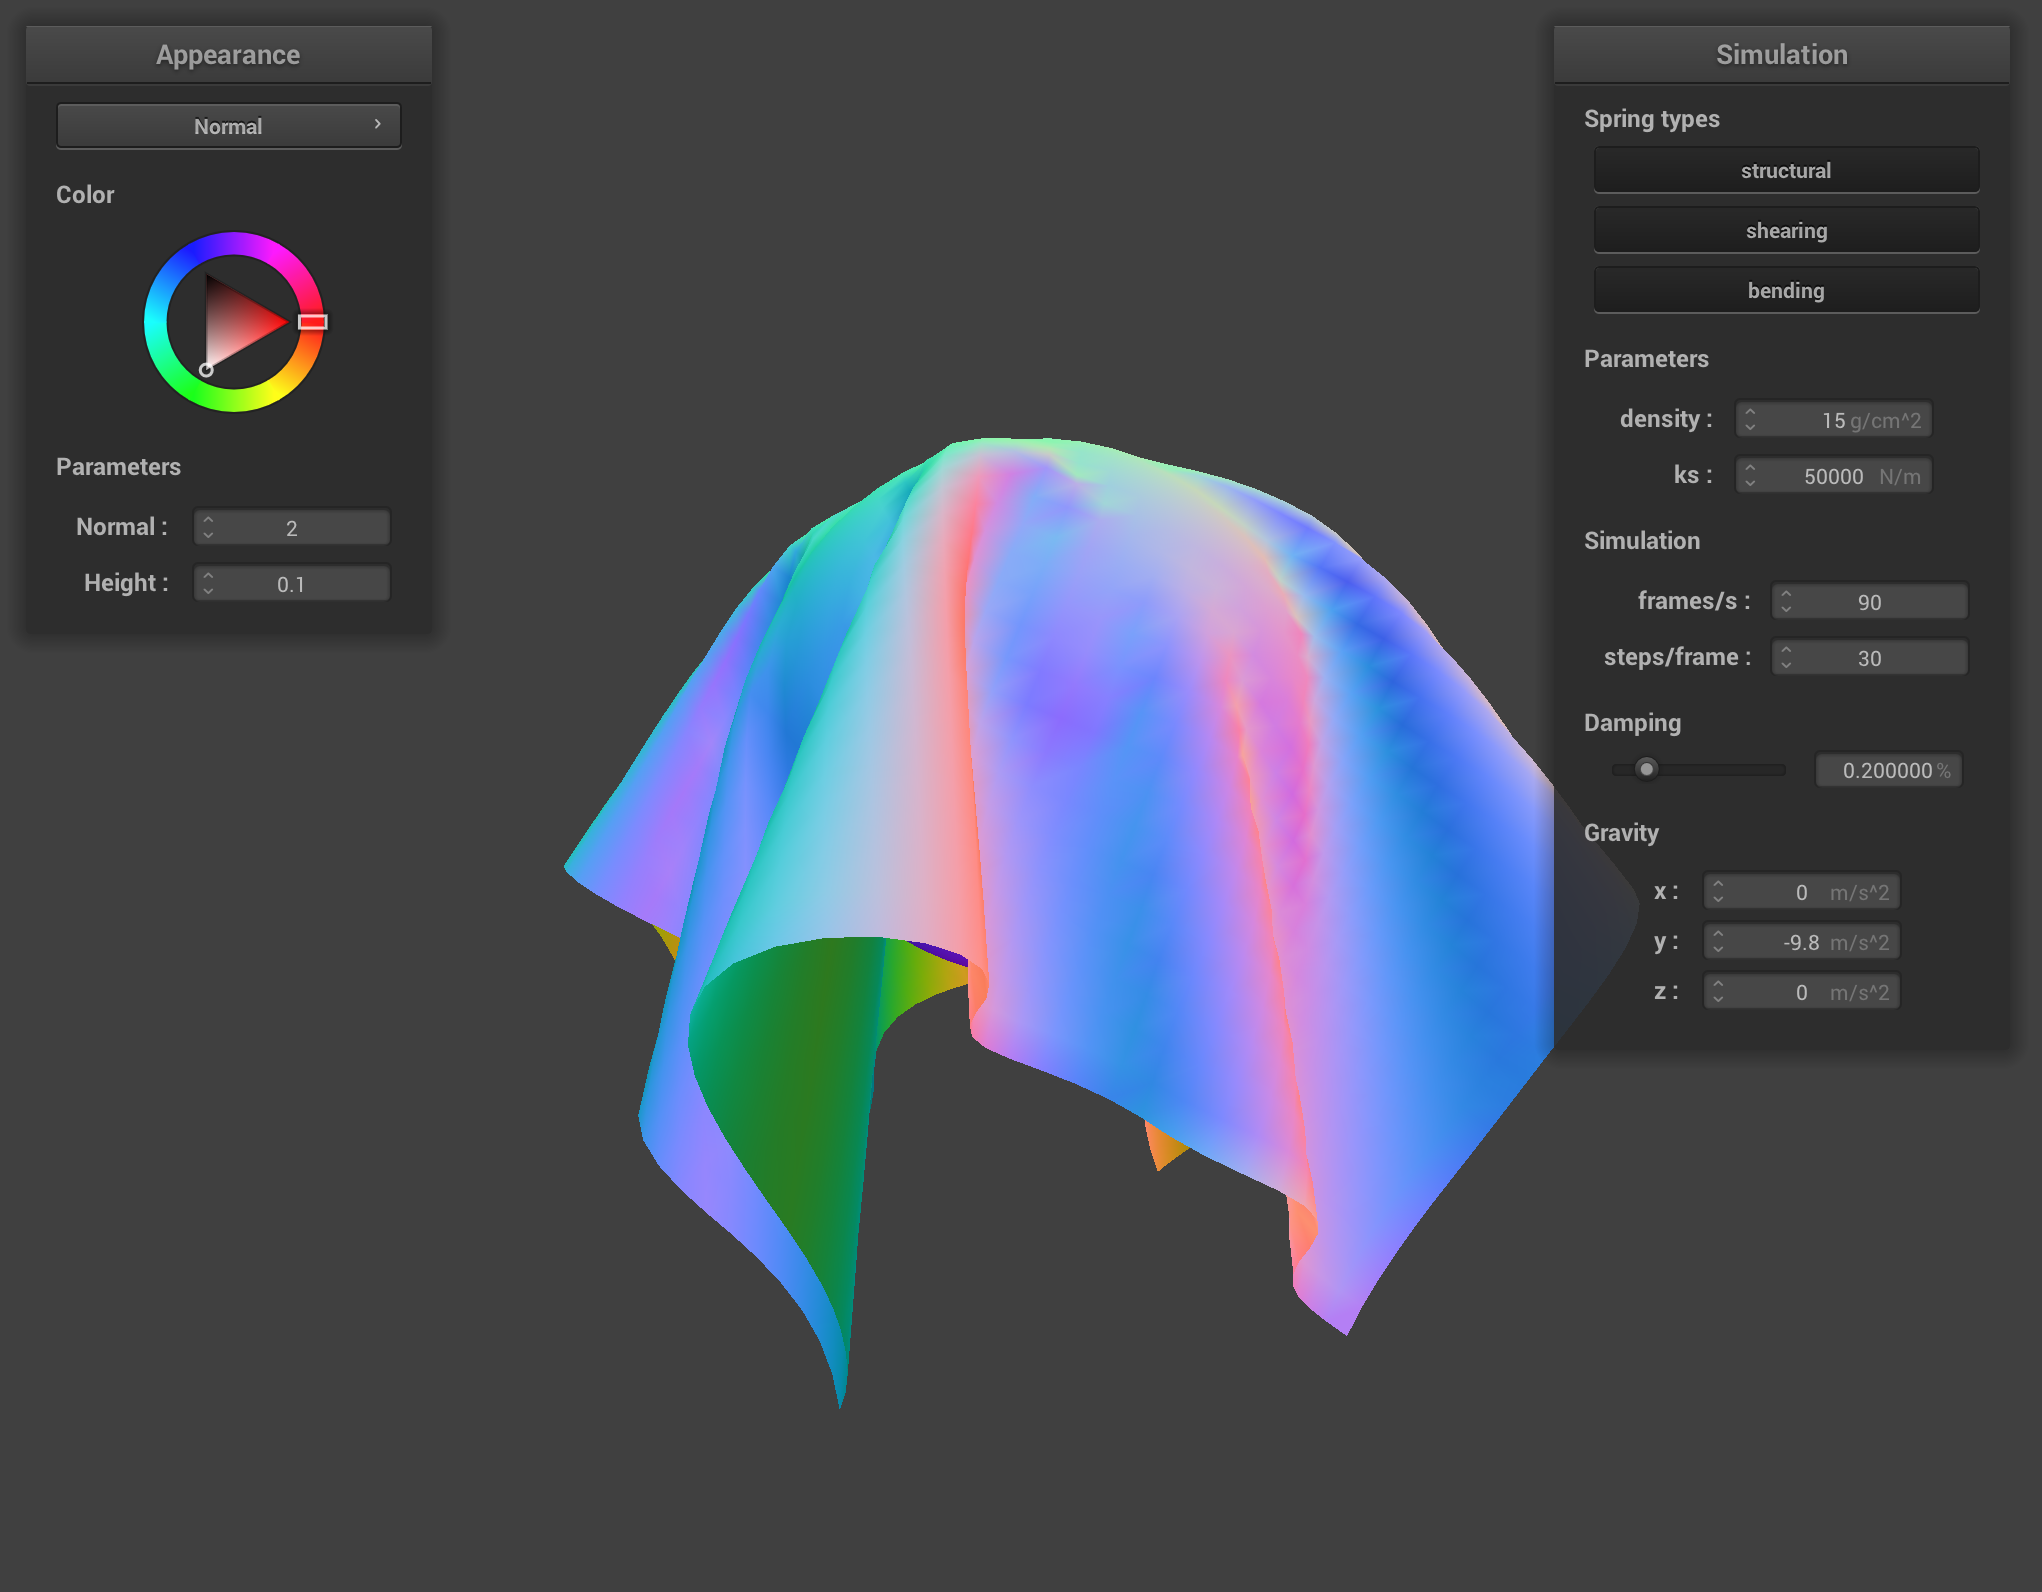 Appearance
Normal
Color
Parameters
Normal : 2
Height : 0.1
Simulation
Spring types
structural
shearing
bending
Parameters
density : 15 g/cm^2
ks : 50000 N/m
Simulation
frames/s : 90
steps/frame : 30
Damping
0.200000 %
Gravity
x : 0 m/s^2
y : -9.8 m/s^2
z : 0 m/s^2